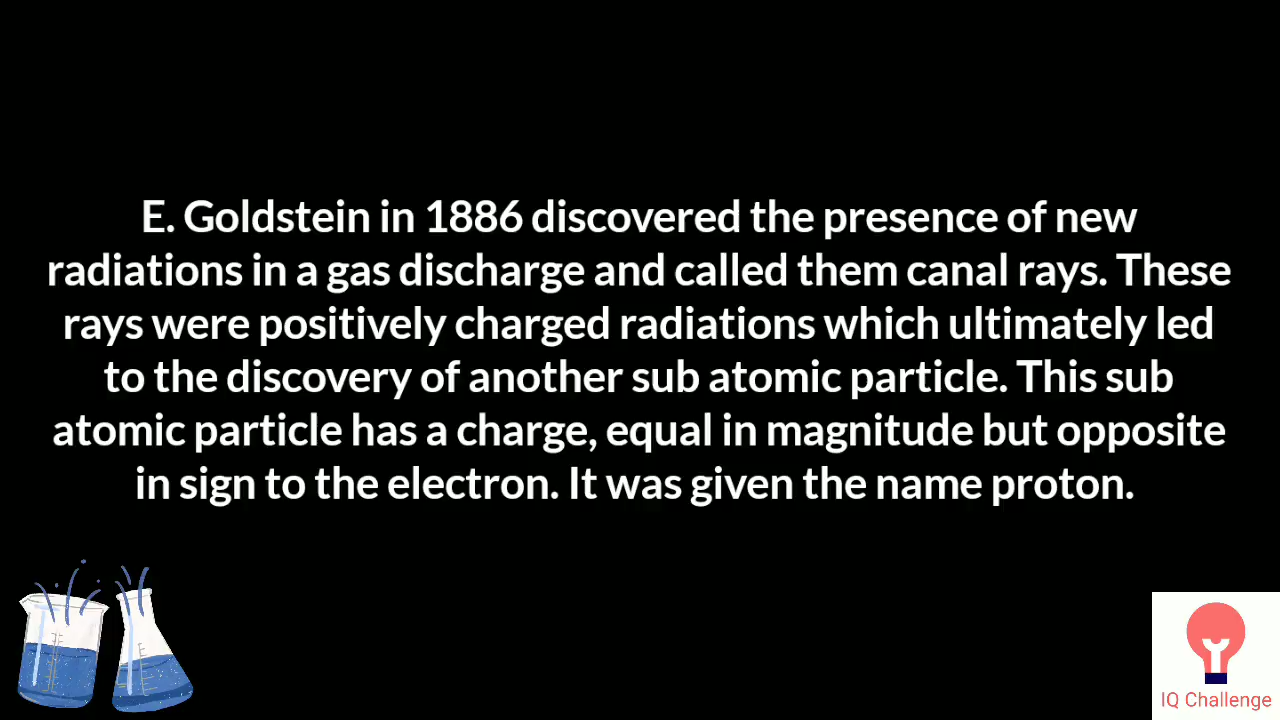 E. Goldstein in 1886 discovered the presence of new
radiations in a gas discharge and called them canal rays. These
rays were positively charged radiations which ultimately led
to the discovery of another sub atomic particle. This sub
atomic particle has a charge, equal in magnitude but opposite
in sign to the electron. It was given the name proton.
IQ Challenge